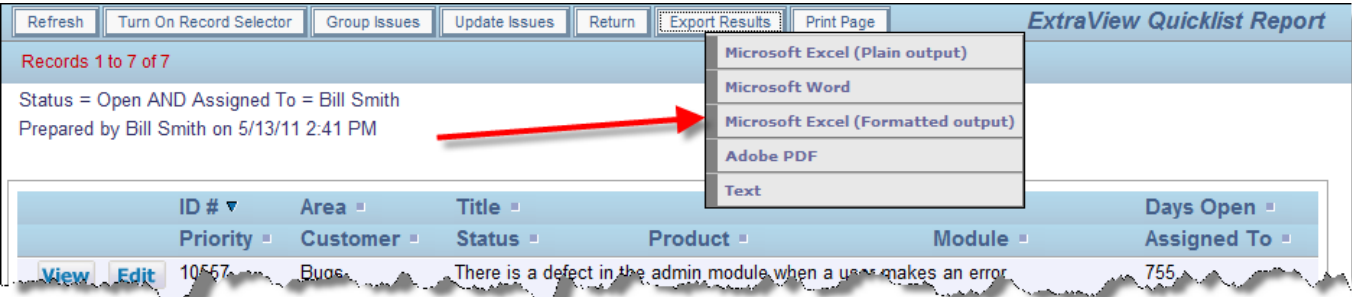 Refresh Turn On Record Selector Group Issues Update Issues Return Export Results Print Page ExtraView Quicklist Report
Records 1 to 7 of 7
Microsoft Excel (Plain output)
Microsoft Word
Microsoft Excel (Formatted output)
Adobe PDF
Text
Status = Open AND Assigned To = Bill Smith
Prepared by Bill Smith on 5/13/11 2:41 PM
ID # Area Title Days Open
Priority Customer Status Product Module Assigned To
View Edit 10567 Bugs There is a defect in the admin module when a user makes an error 755